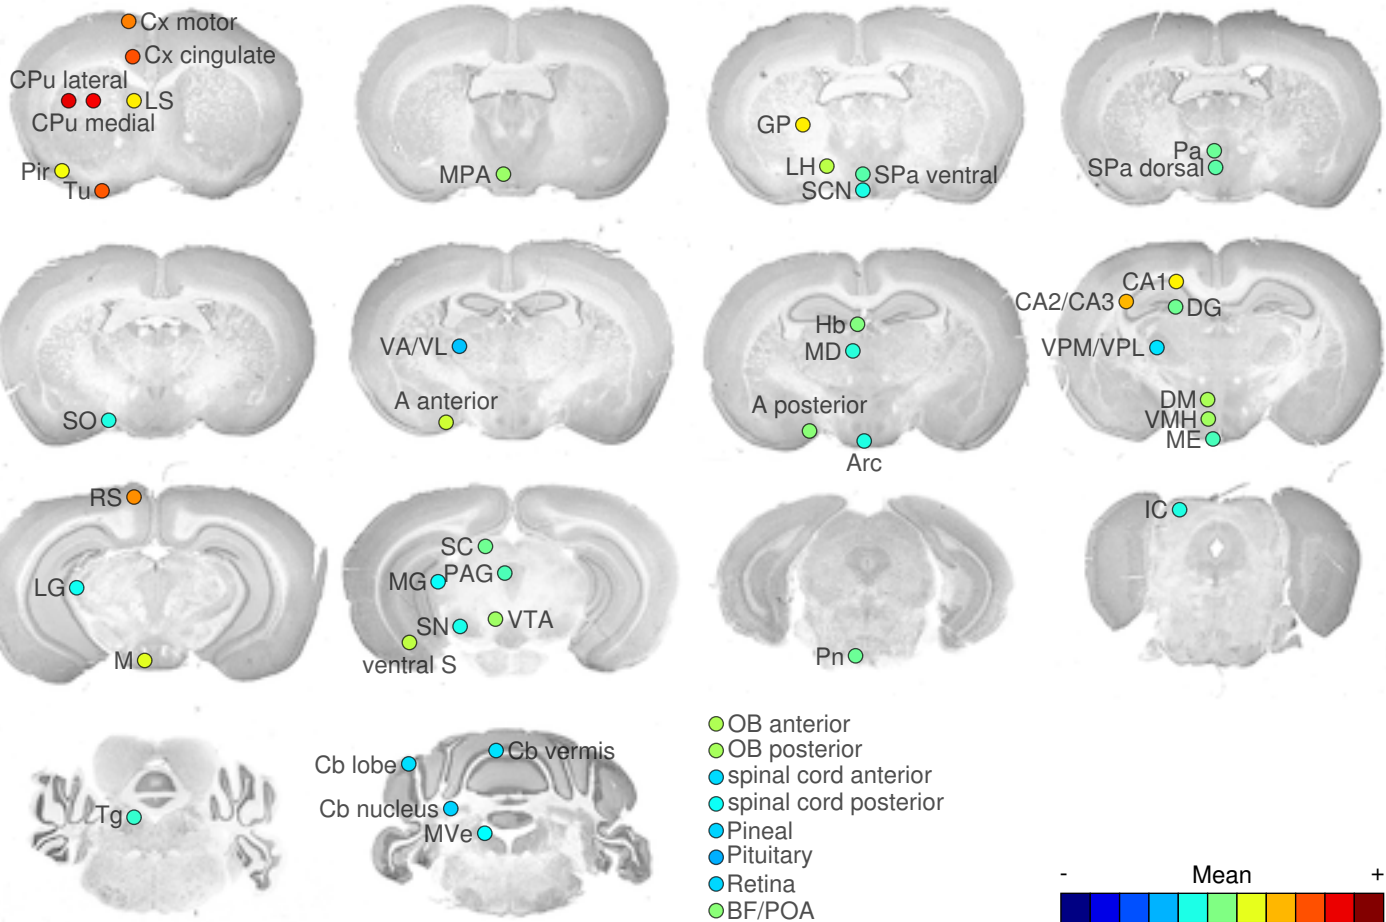 Cx motor
Cx cingulate
CPu lateral
LS
CPu medial
Pir
Tu
MPA
GP
LH
SPa ventral
SCN
Pa
SPa dorsal
SO
VA/VL
A anterior
Hb
MD
A posterior
Arc
CA1
CA2/CA3
DG
VPM/VPL
DM
VMH
ME
RS
LG
M
SC
MG
PAG
SN
VTA
ventral S
Pn
IC
Tg
Cb lobe
Cb vermis
Cb nucleus
MVe
OB anterior
OB posterior
spinal cord anterior
spinal cord posterior
Pineal
Pituitary
Retina
BF/POA
- Mean +